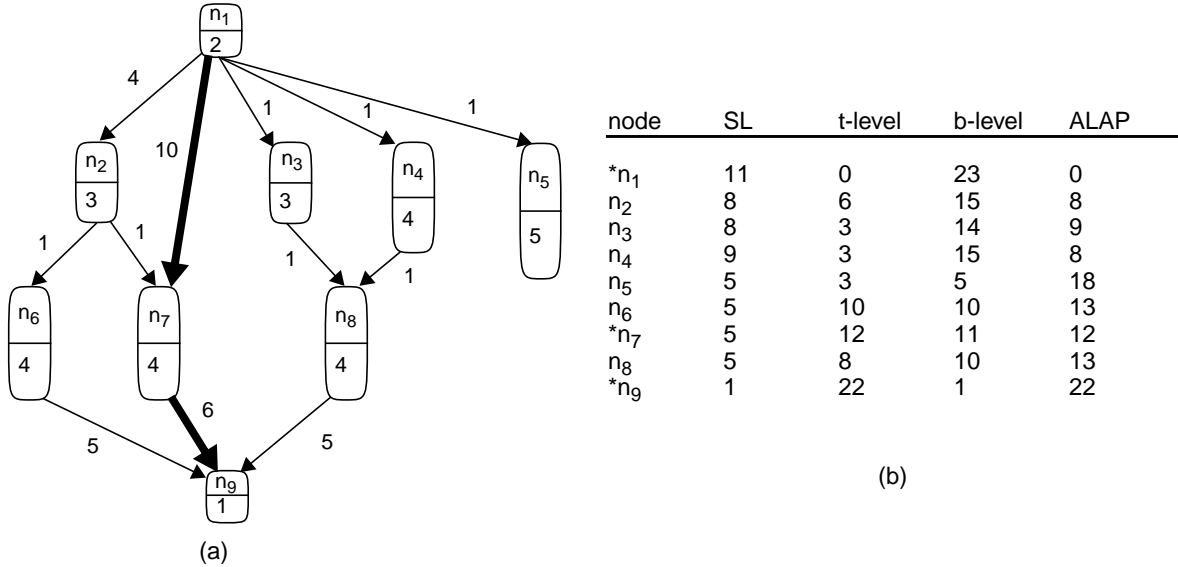 n1
2
4
10
1
1
1
n2
3
n3
3
n4
4
n5
5
1
1
1
1
n6
4
n7
4
n8
4
5
6
5
n9
1
(a)
node SL t-level b-level ALAP
*n1 11 0 23 0
n2 8 6 15 8
n3 8 3 14 9
n4 9 3 15 8
n5 5 3 5 18
n6 5 10 10 13
*n7 5 12 11 12
n8 5 8 10 13
*n9 1 22 1 22
(b)